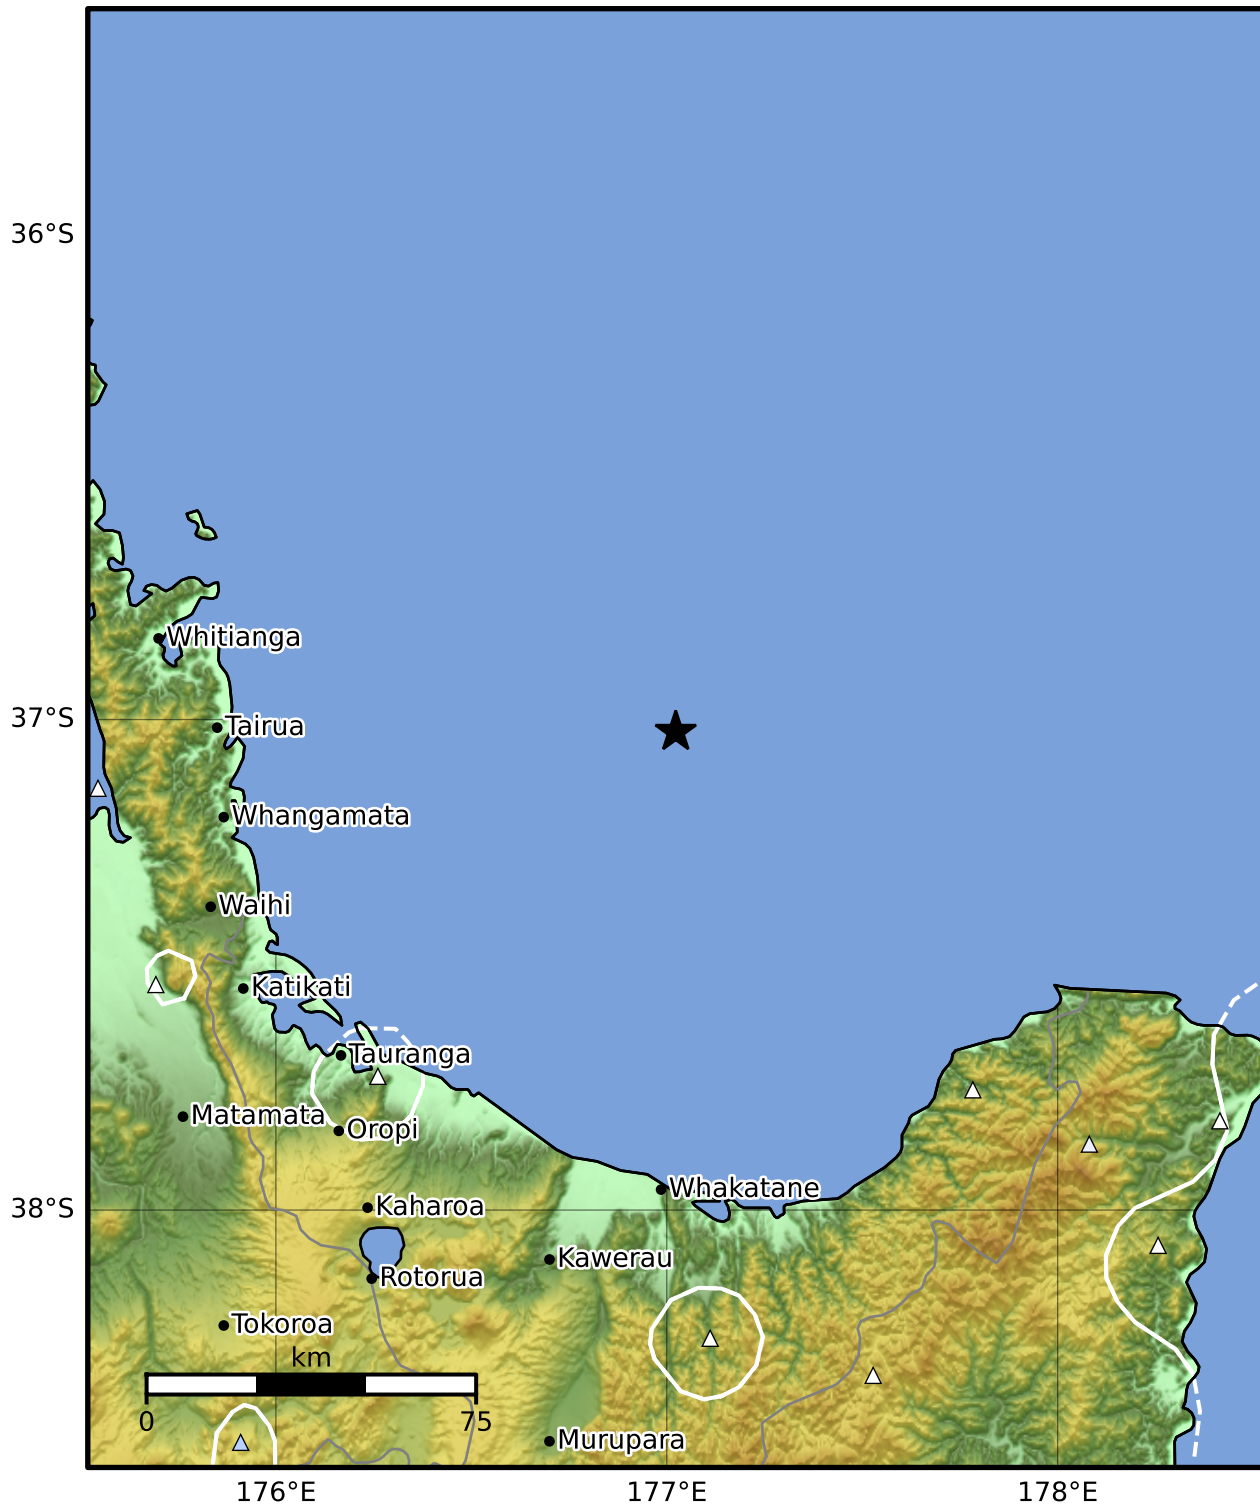 36°S
Whitianga
37°S
Tairua
Whangamata
Waihi
Katikati
Tauranga
Matamata
Oropi
Whakatane
38°S
Kaharoa
Kawerau
Rotorua
Tokoroa
km
0
75
Murupara
176°E
177°E
178°E